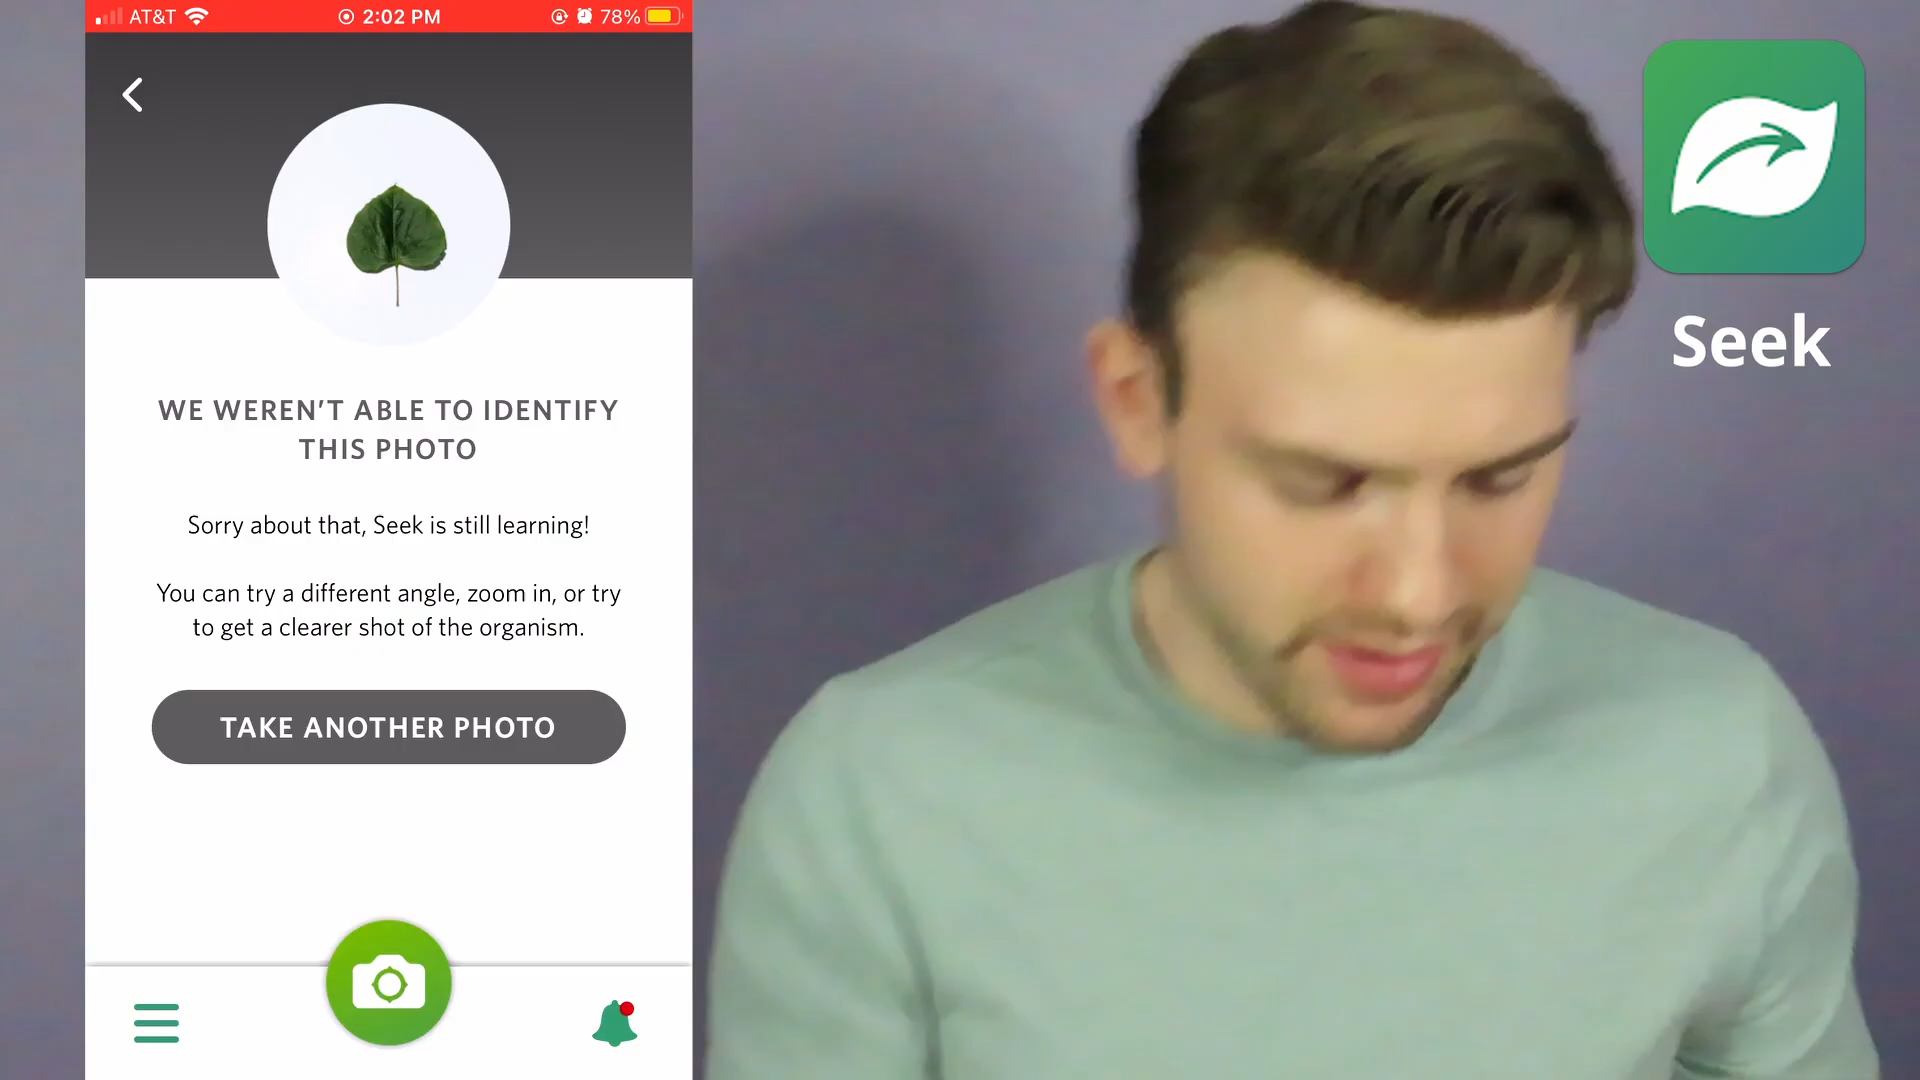 AT&T 2:02 PM 78%
WE WEREN'T ABLE TO IDENTIFY
THIS PHOTO
Sorry about that, Seek is still learning!
You can try a different angle, zoom in, or try
to get a clearer shot of the organism.
TAKE ANOTHER PHOTO
Seek